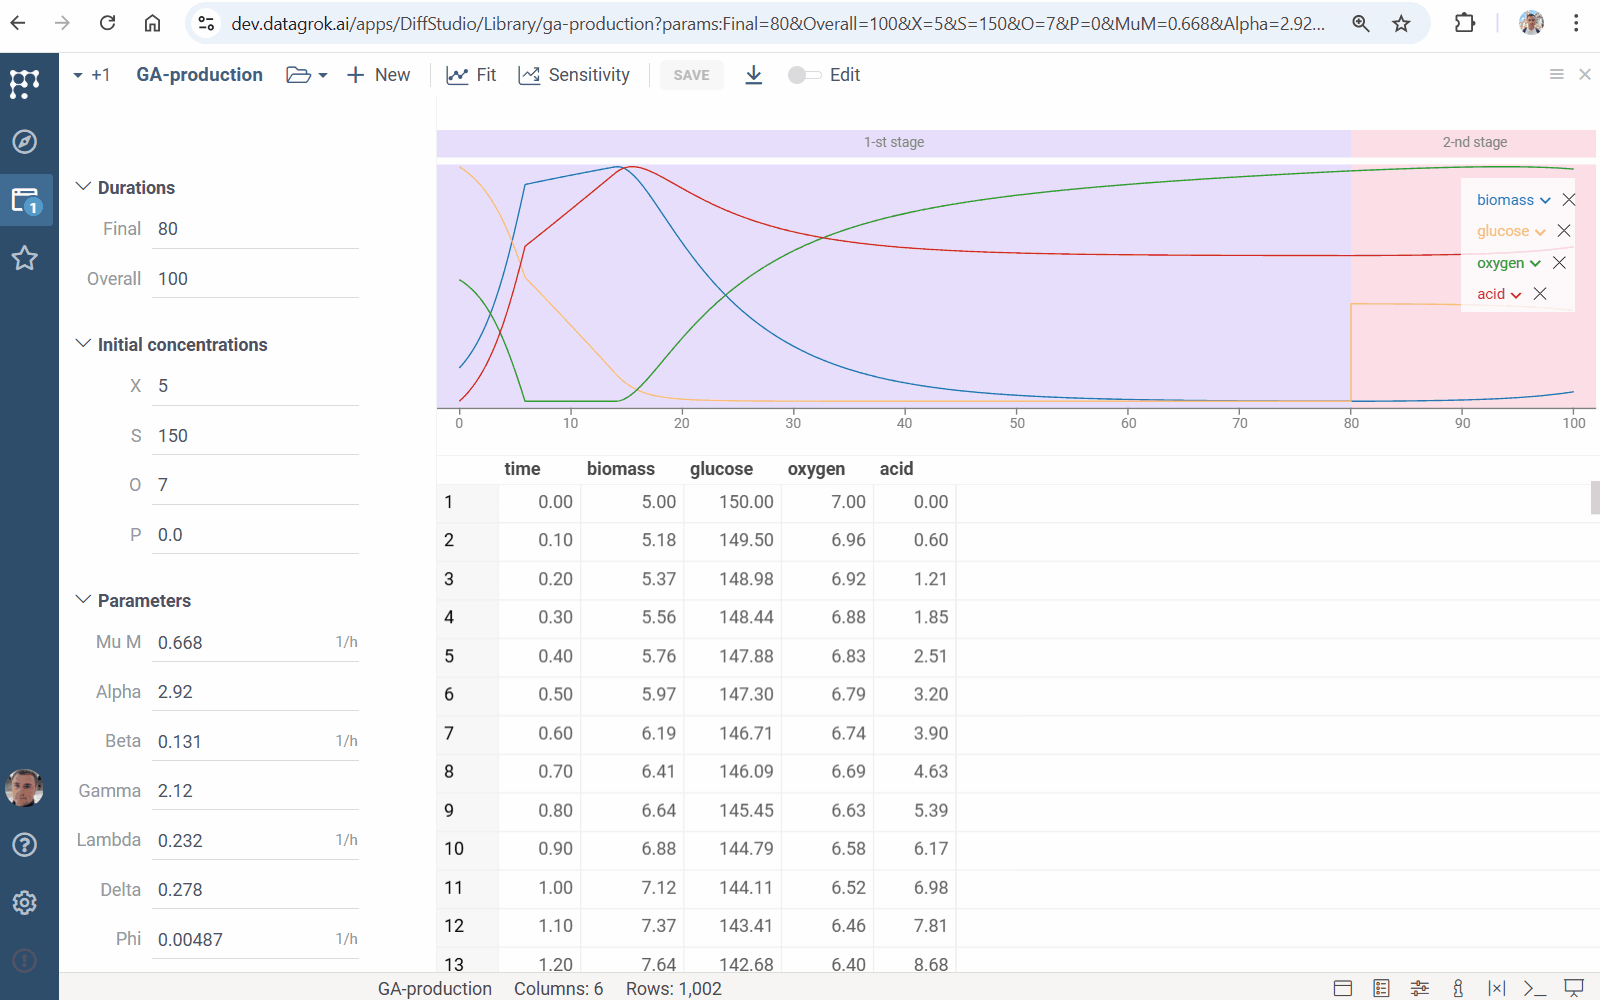 dev.datagrok.ai/apps/DiffStudio/Library/ga-production?params:Final=80&Overall=100&X=5&S=150&O=7&P=0&MuM=0.668&Alpha=2.92...
+1 GA-production New Fit Sensitivity SAVE Edit
1
Durations
Final 80
Overall 100
Initial concentrations
X 5
S 150
O 7
P 0.0
Parameters
Mu M 0.668 1/h
Alpha 2.92
Beta 0.131 1/h
Gamma 2.12
Lambda 0.232 1/h
Delta 0.278
Phi 0.00487 1/h
1-st stage 2-nd stage
biomass
glucose
oxygen
acid
0 10 20 30 40 50 60 70 80 90 100
time biomass glucose oxygen acid
1 0.00 5.00 150.00 7.00 0.00
2 0.10 5.18 149.50 6.96 0.60
3 0.20 5.37 148.98 6.92 1.21
4 0.30 5.56 148.44 6.88 1.85
5 0.40 5.76 147.88 6.83 2.51
6 0.50 5.97 147.30 6.79 3.20
7 0.60 6.19 146.71 6.74 3.90
8 0.70 6.41 146.09 6.69 4.63
9 0.80 6.64 145.45 6.63 5.39
10 0.90 6.88 144.79 6.58 6.17
11 1.00 7.12 144.11 6.52 6.98
12 1.10 7.37 143.41 6.46 7.81
13 1.20 7.64 142.68 6.40 8.68
GA-production Columns: 6 Rows: 1,002